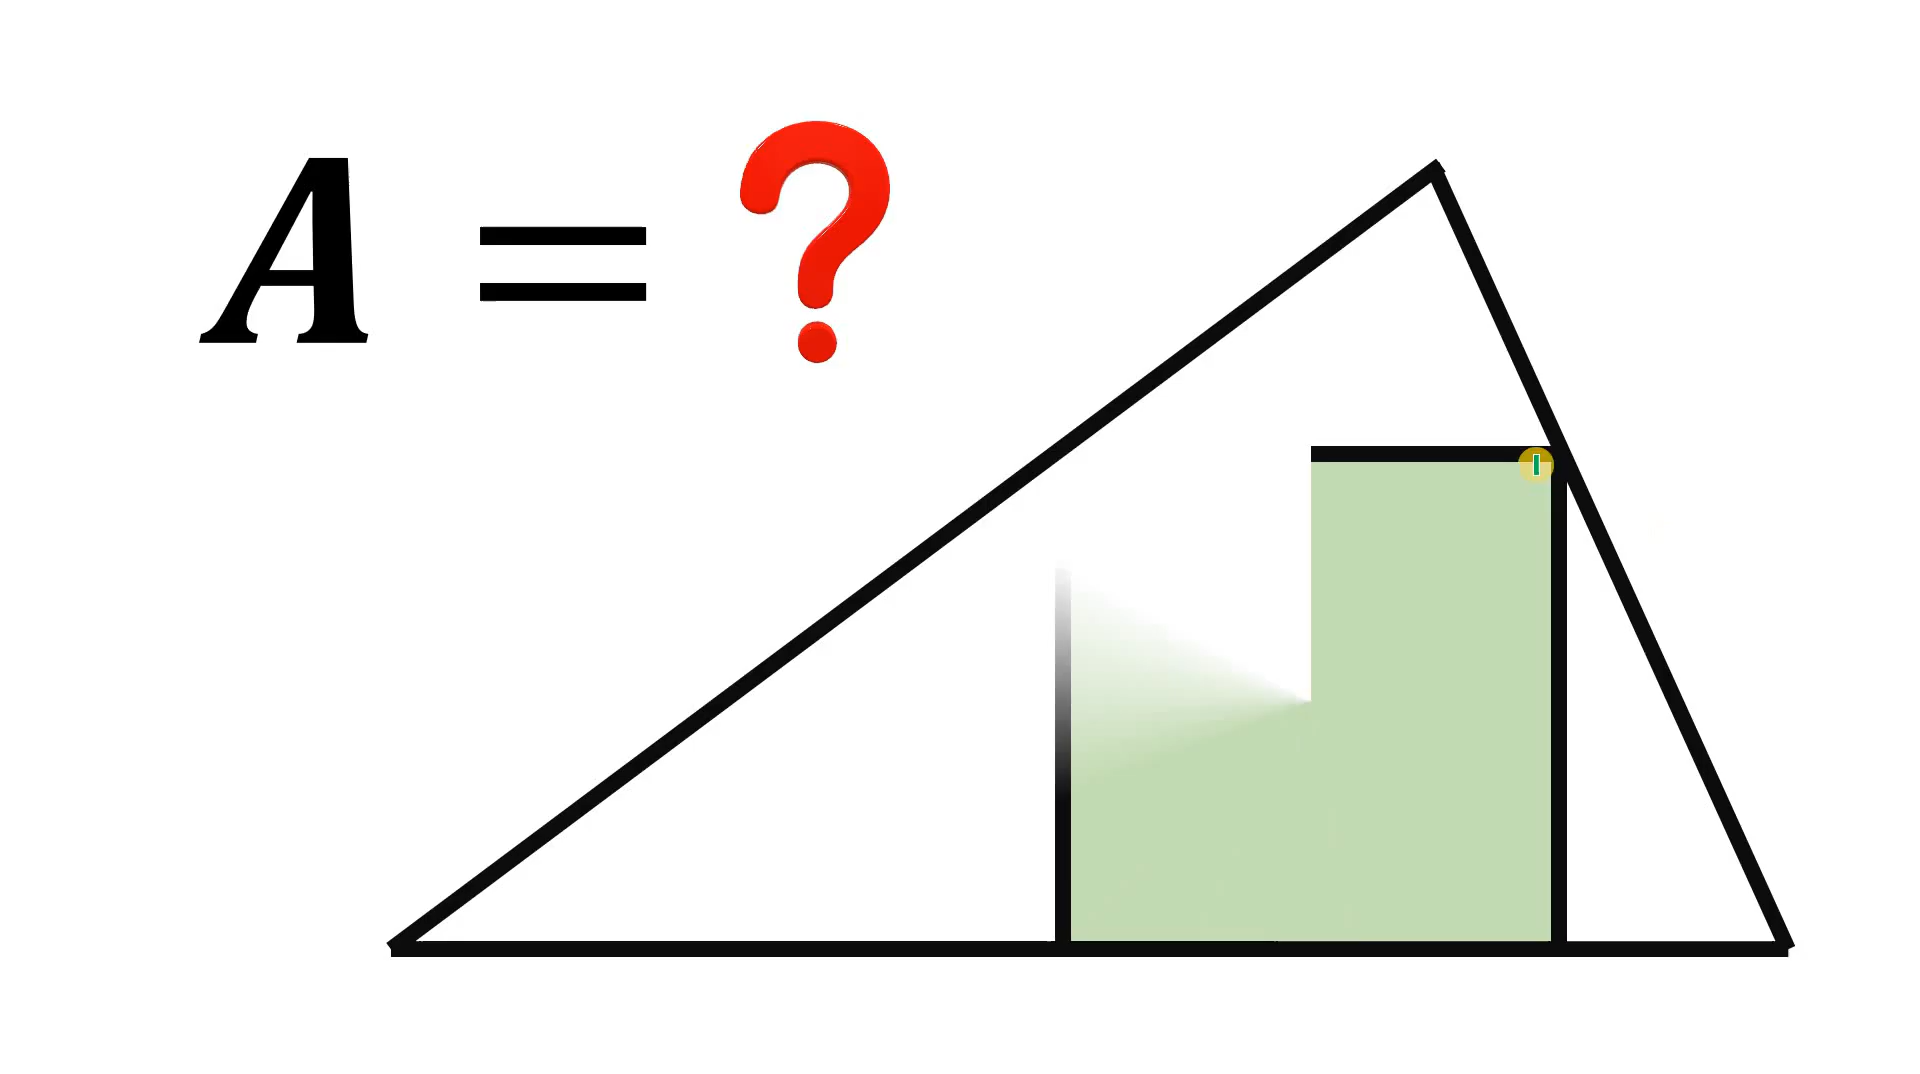 A = ?